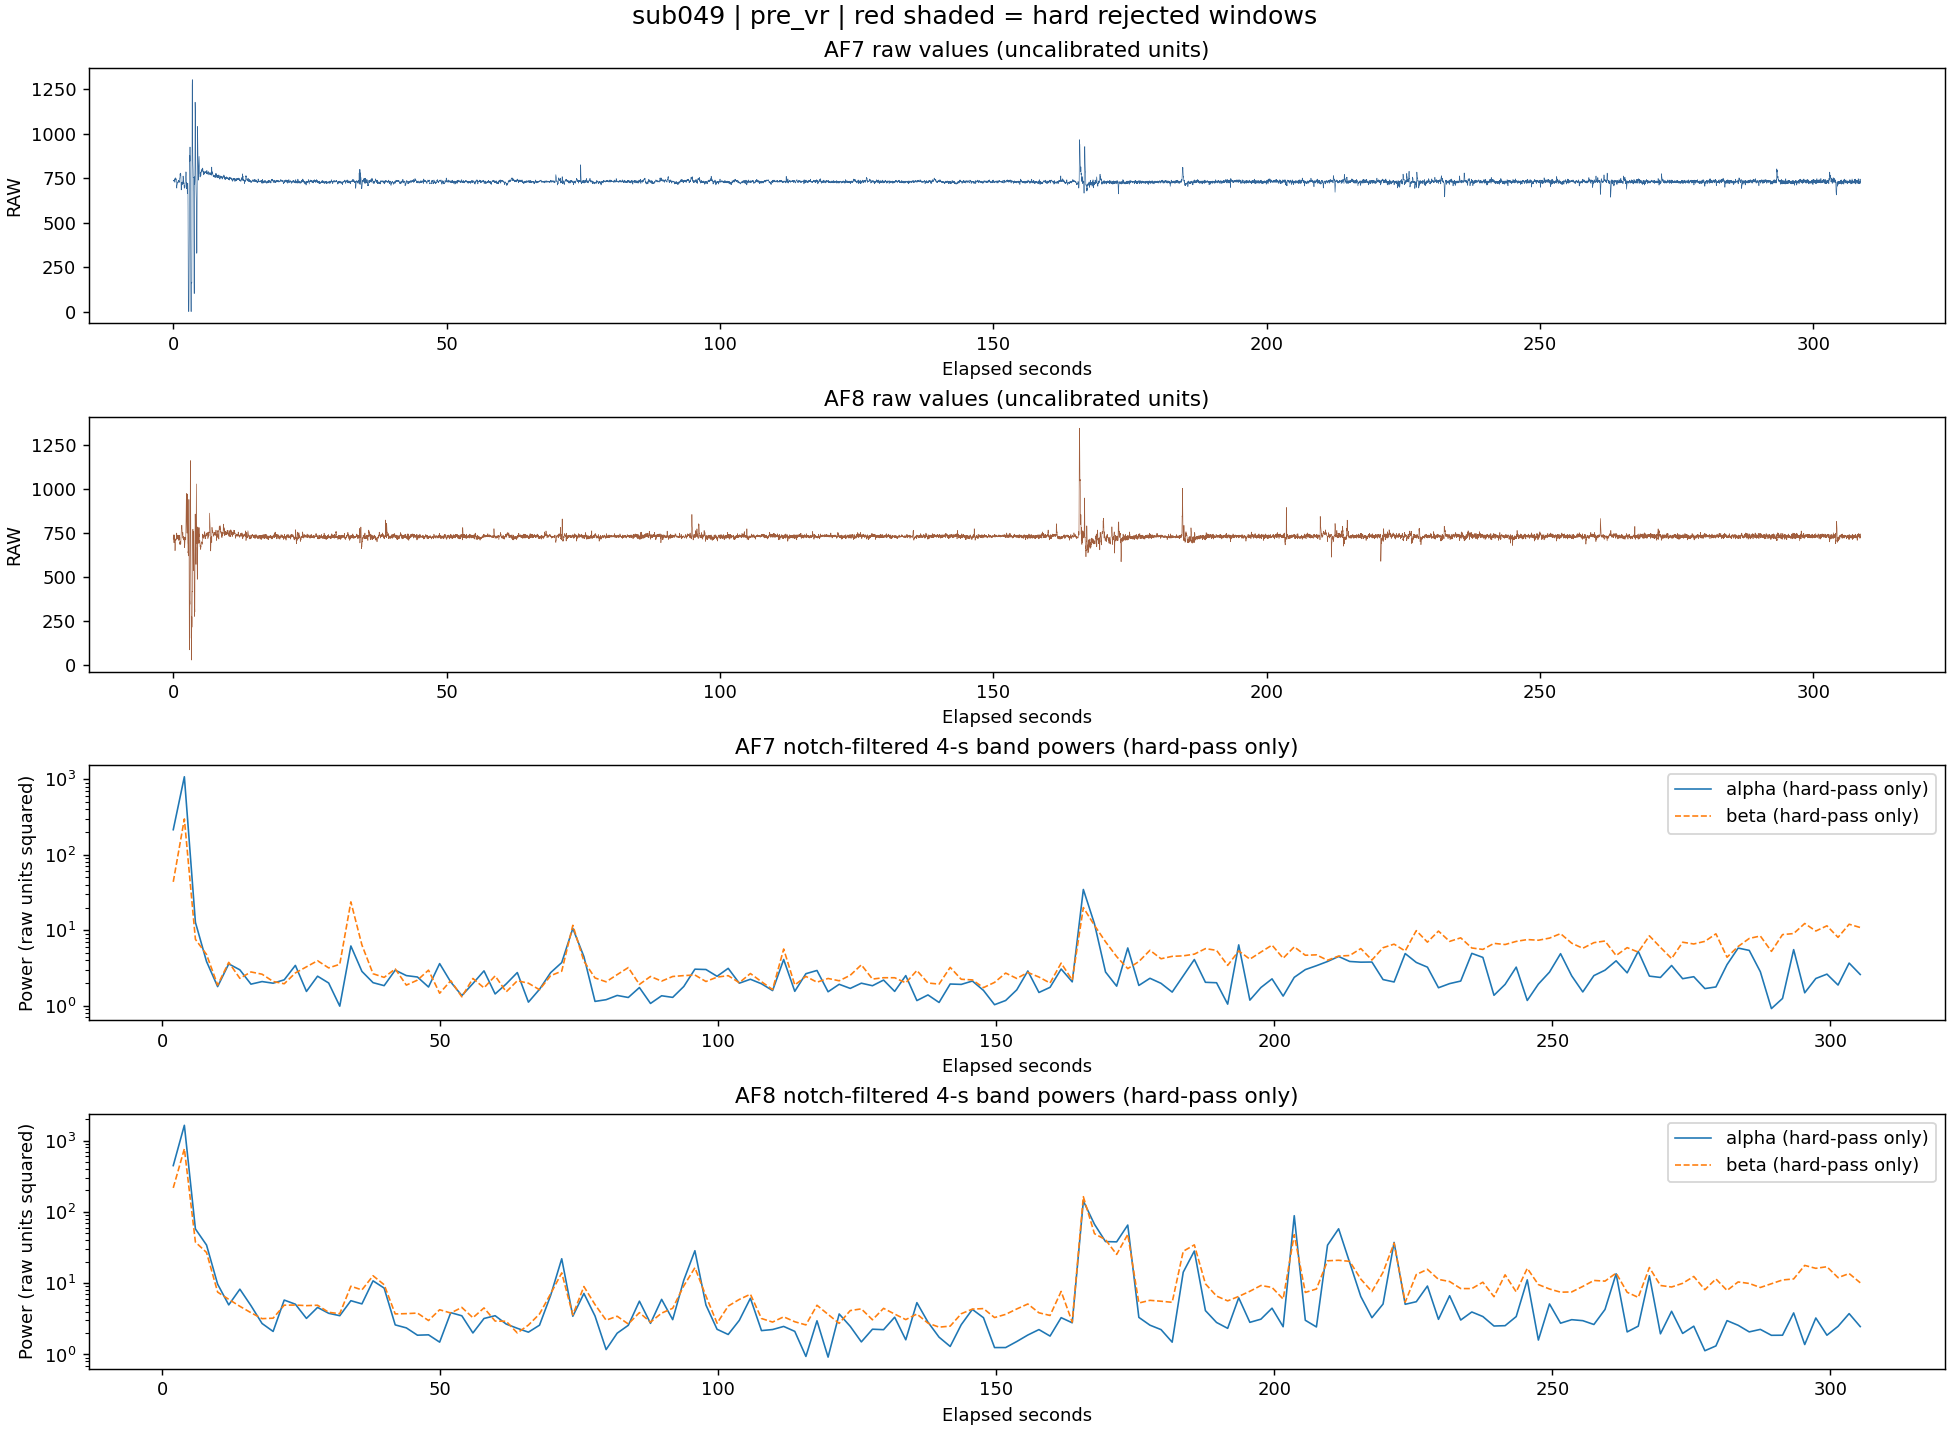 sub049 | pre_vr | red shaded = hard rejected windows
AF7 raw values (uncalibrated units)
RAW
1250
1000
750
500
250
0
0 50 100 150 200 250 300
Elapsed seconds
AF8 raw values (uncalibrated units)
RAW
1250
1000
750
500
250
0
0 50 100 150 200 250 300
Elapsed seconds
AF7 notch-filtered 4-s band powers (hard-pass only)
Power (raw units squared)
10³
10²
10¹
10⁰
alpha (hard-pass only)
beta (hard-pass only)
0 50 100 150 200 250 300
Elapsed seconds
AF8 notch-filtered 4-s band powers (hard-pass only)
Power (raw units squared)
10³
10²
10¹
10⁰
alpha (hard-pass only)
beta (hard-pass only)
0 50 100 150 200 250 300
Elapsed seconds